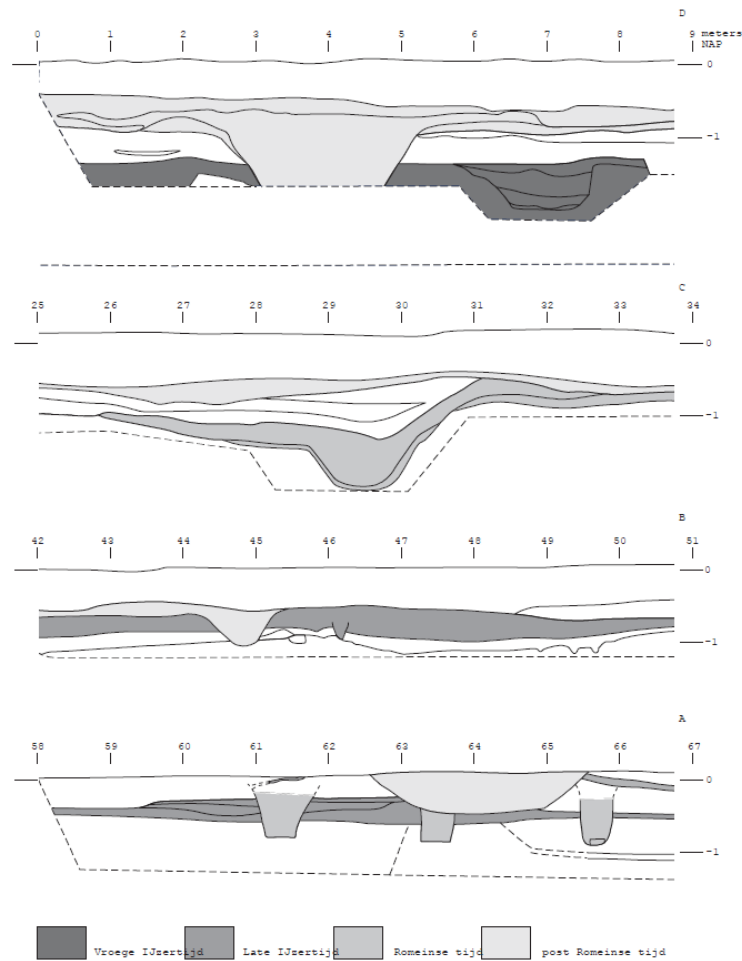 D
0 1 2 3 4 5 6 7 8 9 meters
NAP
0
-1
C
25 26 27 28 29 30 31 32 33 34
0
-1
B
42 43 44 45 46 47 48 49 50 51
0
-1
A
58 59 60 61 62 63 64 65 66 67
0
-1
Vroege IJzertijd Late IJzertijd Romeinse tijd post Romeinse tijd